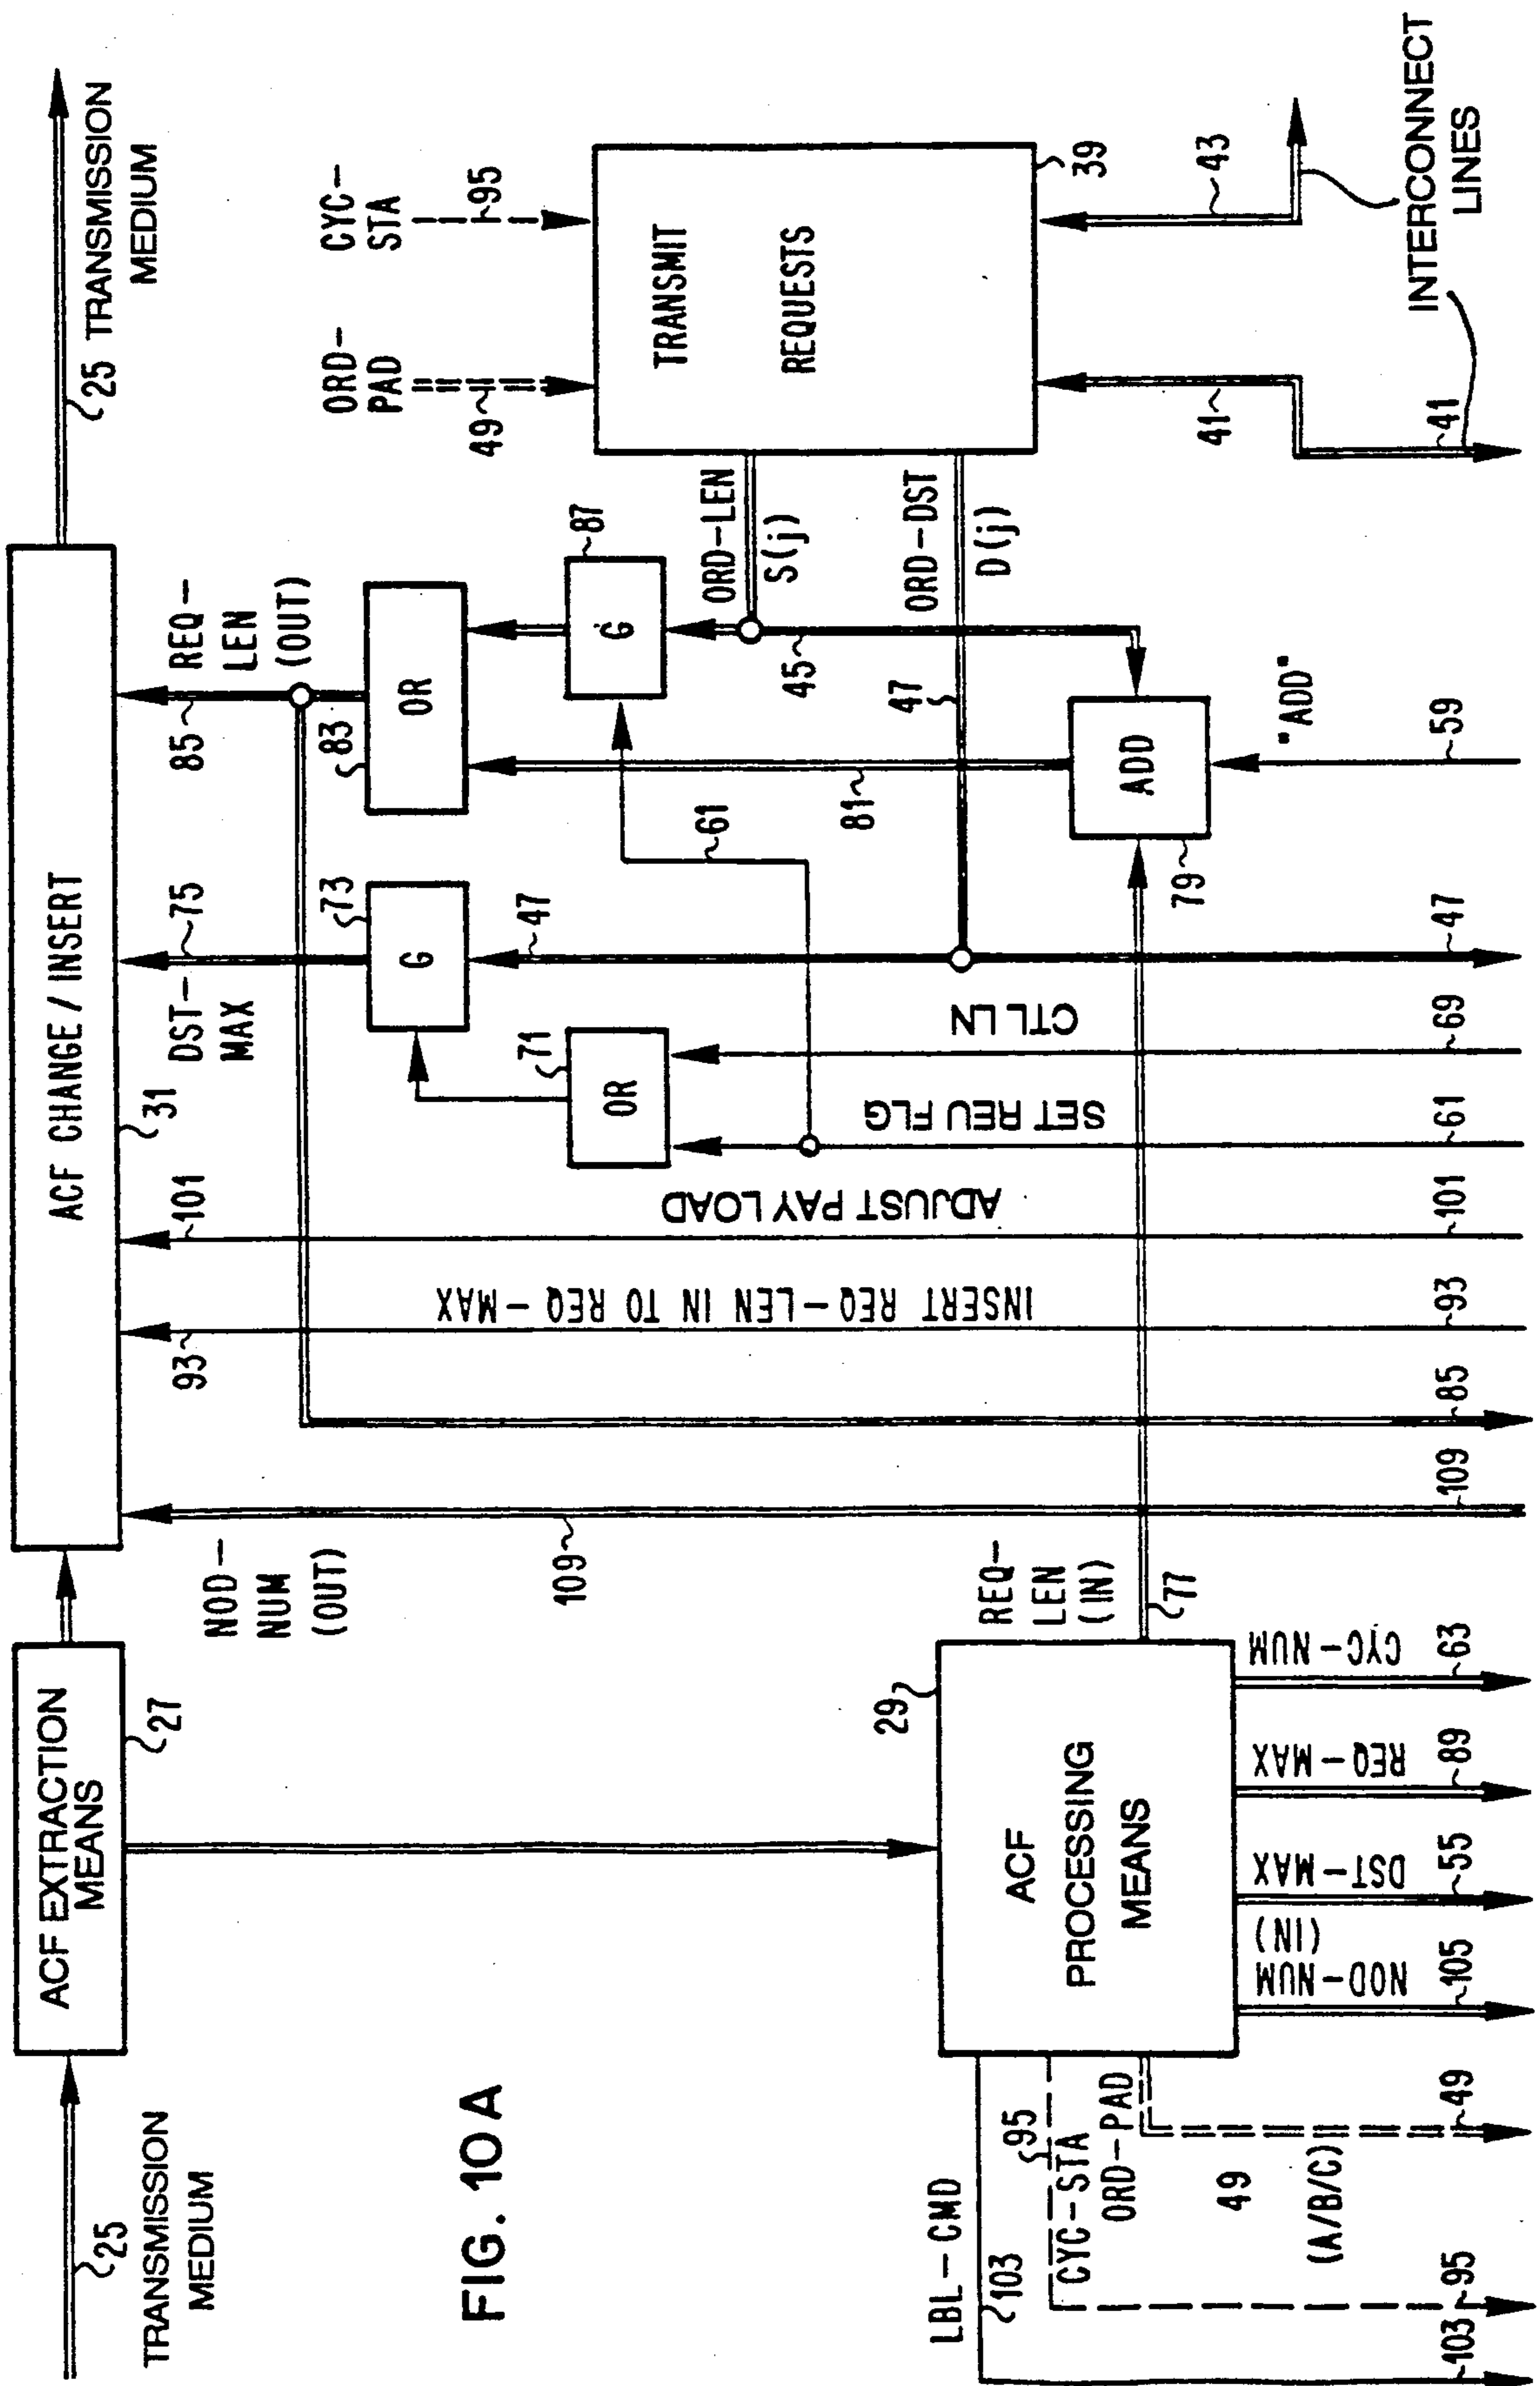 25
TRANSMISSION
MEDIUM
ACF EXTRACTION
MEANS
27
ACF CHANGE / INSERT
31
25 TRANSMISSION
MEDIUM
NOD-
NUM
(OUT)
109
93
101
DST-
MAX
75
85
REQ-
LEN
(OUT)
73
G
83
OR
47
71
OR
61
87
G
81
ORD-LEN
S(j)
45
47
ORD-DST
D(j)
ORD-
PAD
49
CYC-
STA
95
TRANSMIT
REQUESTS
39
41
43
INTERCONNECT
LINES
41
ADD
79
"ADD"
59
INSERT REQ-LEN IN TO REQ-MAX
ADJUST PAY LOAD
SET REU FLG
CTL LN
109
85
93
101
61
69
47
FIG. 10 A
29
ACF
PROCESSING
MEANS
REQ-
LEN
(IN)
77
LBL-CMD
103
95
CYC-STA
ORD-PAD
49
(A/B/C)
NOD-NUM
(IN)
DST-MAX
REQ-MAX
CYC-NUM
103
95
49
105
55
89
63